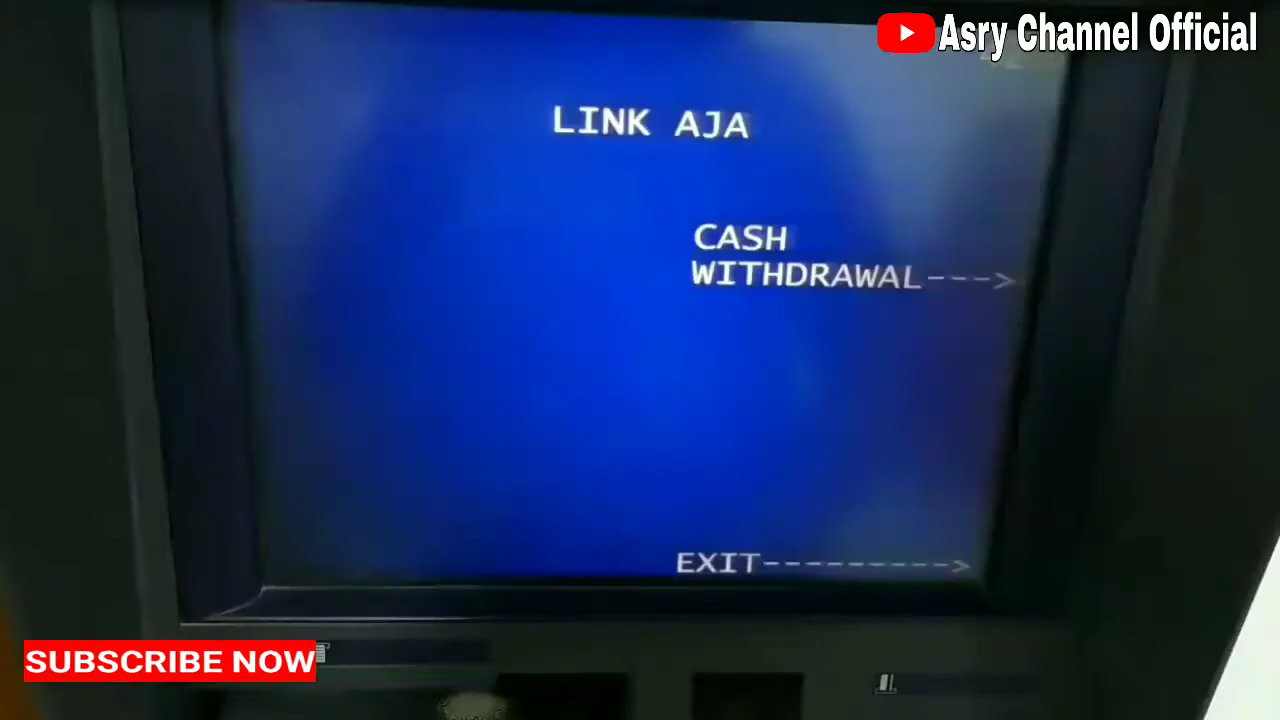 Asry Channel Official
LINK AJA
CASH
WITHDRAWAL--->
EXIT---------->
SUBSCRIBE NOW